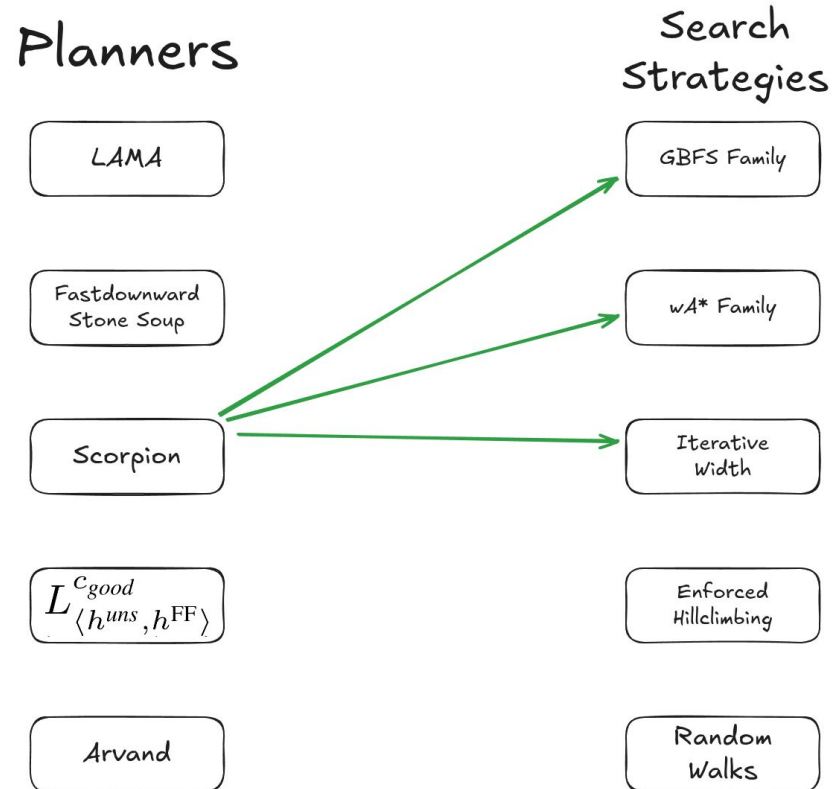 Planners
Search
Strategies
LAMA
GBFS Family
Fastdownward
Stone Soup
wA* Family
Scorpion
Iterative
Width
L^{c_{good}}_{⟨h^{uns}, h^{FF}⟩}
Enforced
Hillclimbing
Arvand
Random
Walks